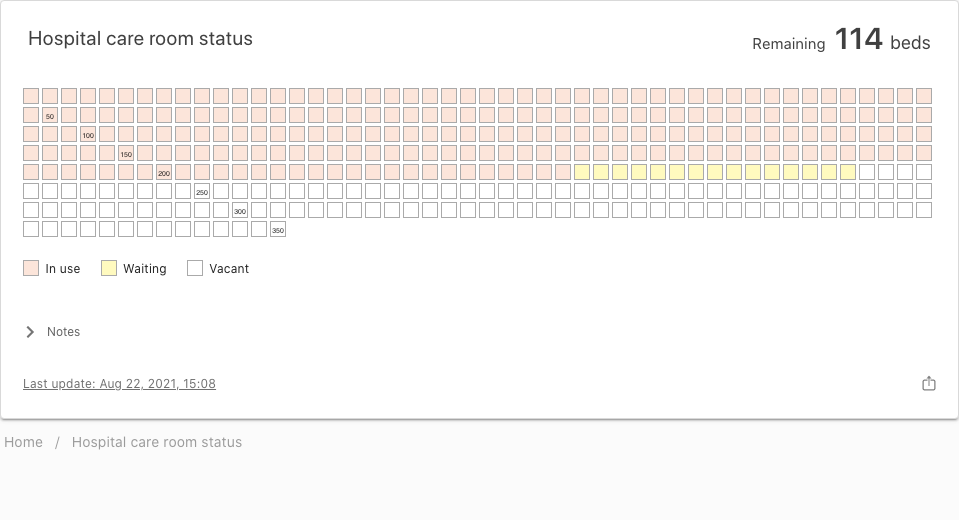 Hospital care room status
Remaining 114 beds
50
100
150
200
250
300
350
In use Waiting Vacant
Notes
Last update: Aug 22, 2021, 15:08
Home / Hospital care room status